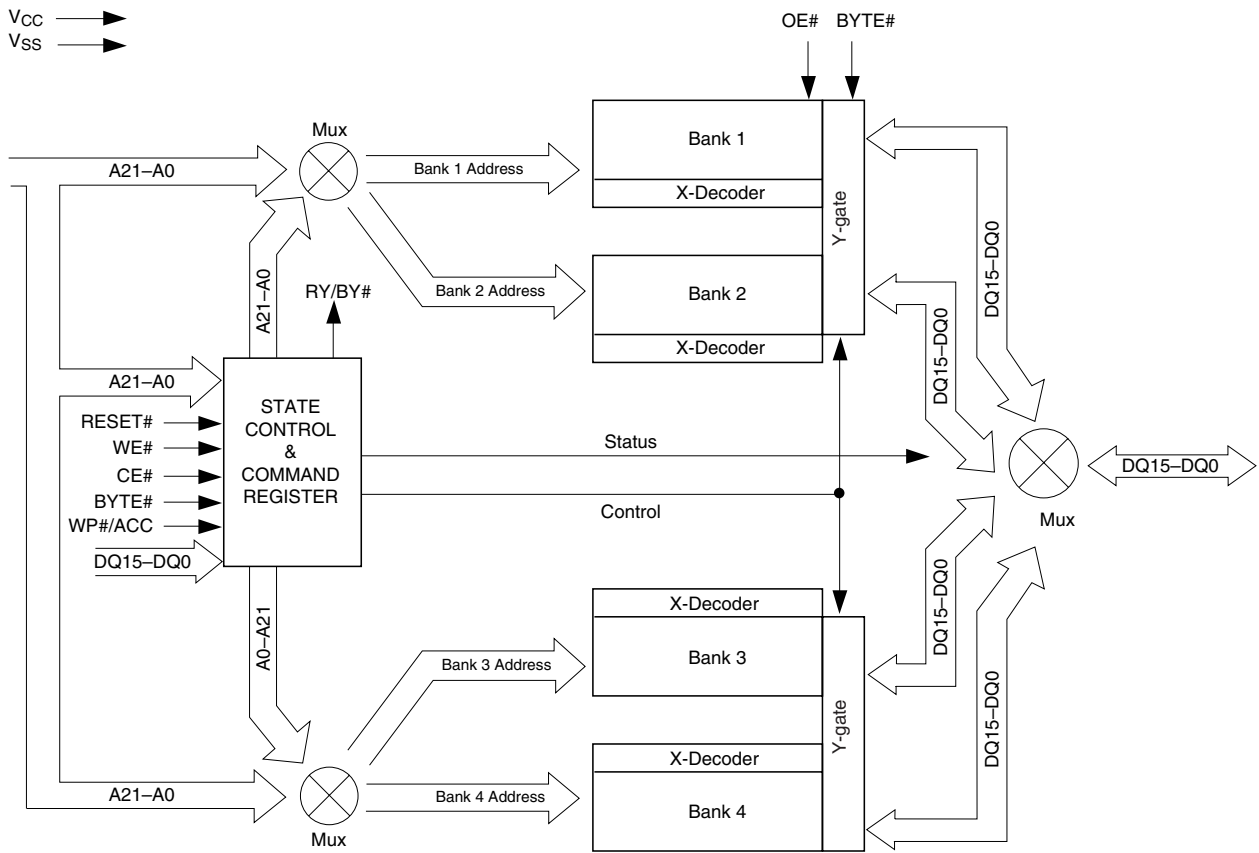 VCC
VSS
OE# BYTE#
Mux
A21–A0
Bank 1 Address
Bank 1
X-Decoder
Y-gate
DQ15–DQ0
A21–A0
RY/BY#
Bank 2 Address
Bank 2
X-Decoder
DQ15–DQ0
A21–A0
RESET#
WE#
CE#
BYTE#
WP#/ACC
DQ15–DQ0
STATE
CONTROL
&
COMMAND
REGISTER
Status
Control
DQ15–DQ0
Mux
A0–A21
Bank 3 Address
X-Decoder
Bank 3
Y-gate
DQ15–DQ0
DQ15–DQ0
A21–A0
Mux
Bank 4 Address
X-Decoder
Bank 4